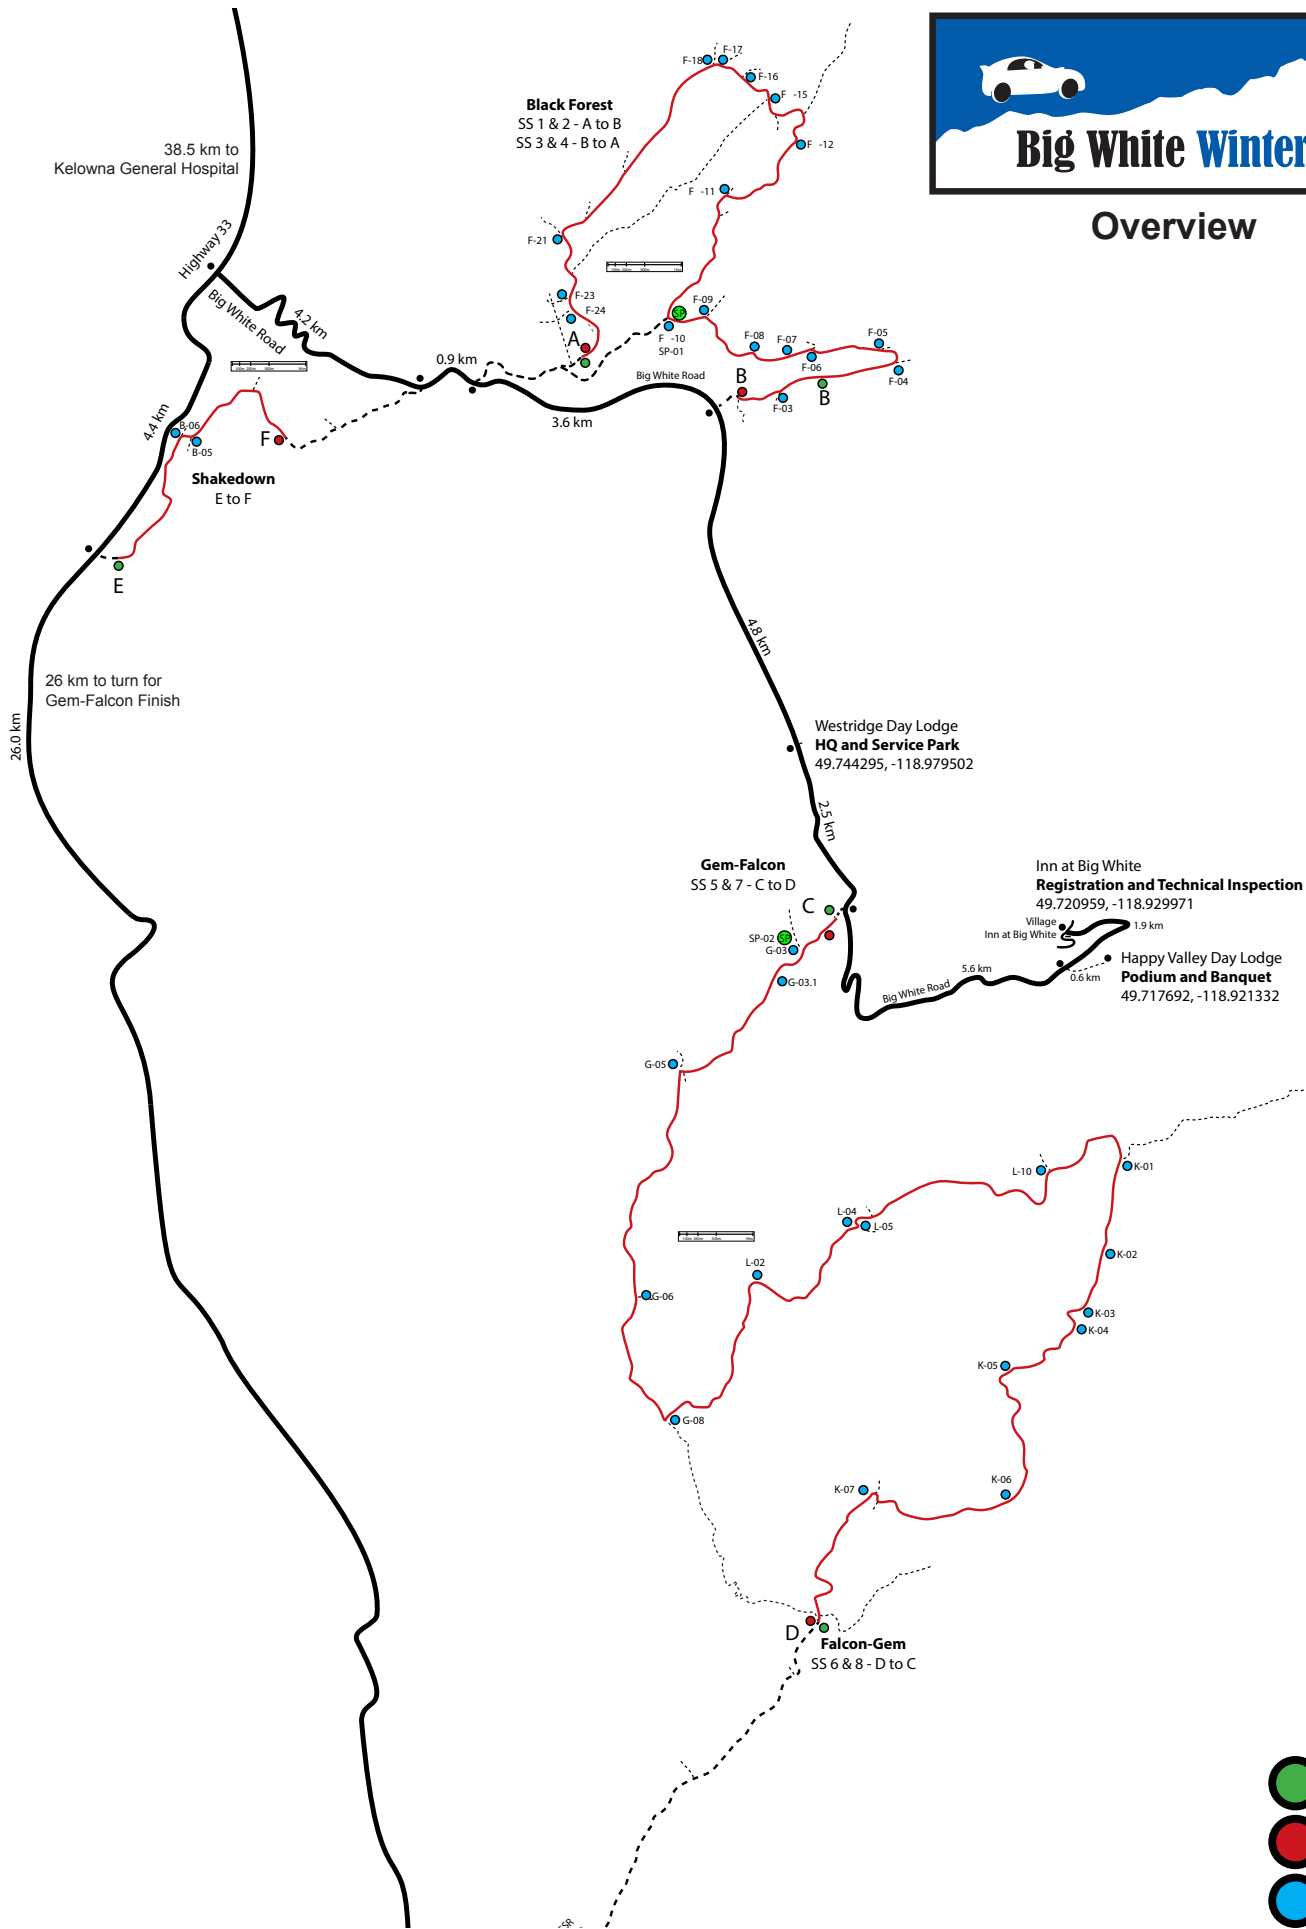 Big White Winter
Overview
38.5 km to
Kelowna General Hospital
Black Forest
SS 1 & 2 - A to B
SS 3 & 4 - B to A
F-18
F-17
F-16
F -15
F -12
F -11
F-21
F-23
F-24
A
SP
F-09
F -10
SP-01
F-08
F-07
F-06
F-05
F-04
B
F-03
B
Highway 33
Big White Road
4.2 km
0.9 km
Big White Road
3.6 km
4.4 km
B-06
B-05
F
Shakedown
E to F
E
26 km to turn for
Gem-Falcon Finish
26.0 km
4.8 km
Westridge Day Lodge
HQ and Service Park
49.744295, -118.979502
2.5 km
Gem-Falcon
SS 5 & 7 - C to D
C
SP-02
SP
G-03
G-03.1
Inn at Big White
Registration and Technical Inspection
49.720959, -118.929971
Village
Inn at Big White
1.9 km
Happy Valley Day Lodge
Podium and Banquet
49.717692, -118.921332
5.6 km
0.6 km
Big White Road
G-05
L-10
K-01
L-04
L-05
K-02
L-02
G-06
K-03
K-04
K-05
G-08
K-07
K-06
D
Falcon-Gem
SS 6 & 8 - D to C